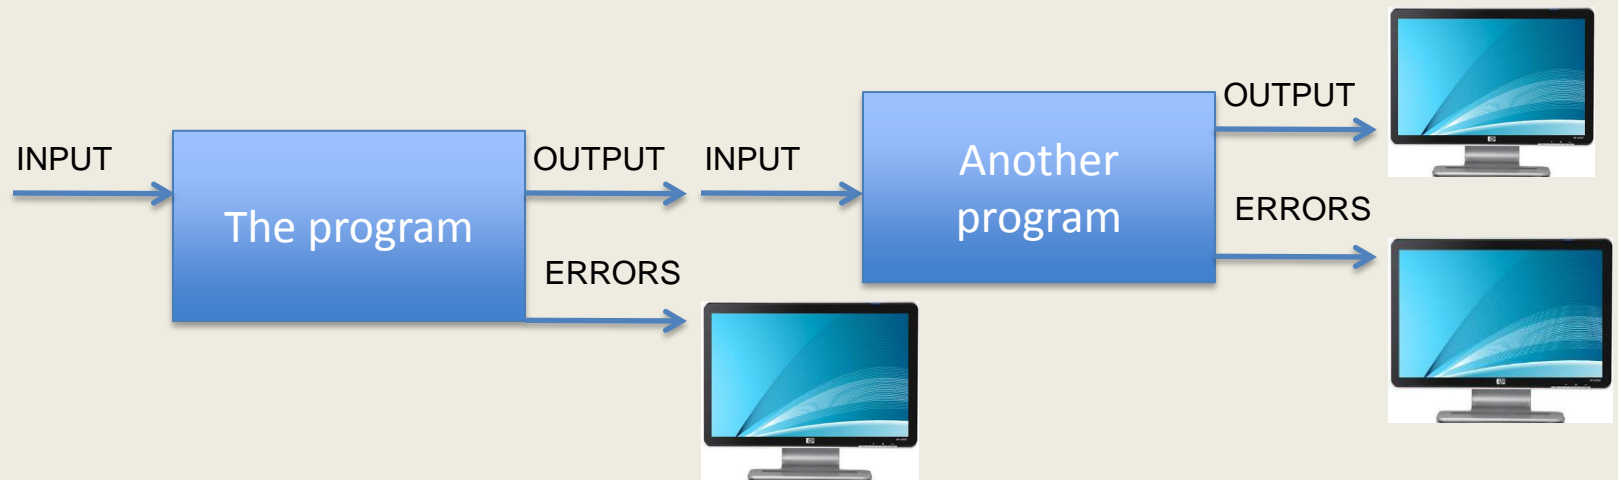 INPUT
The program
OUTPUT
ERRORS
INPUT
Another
program
OUTPUT
ERRORS